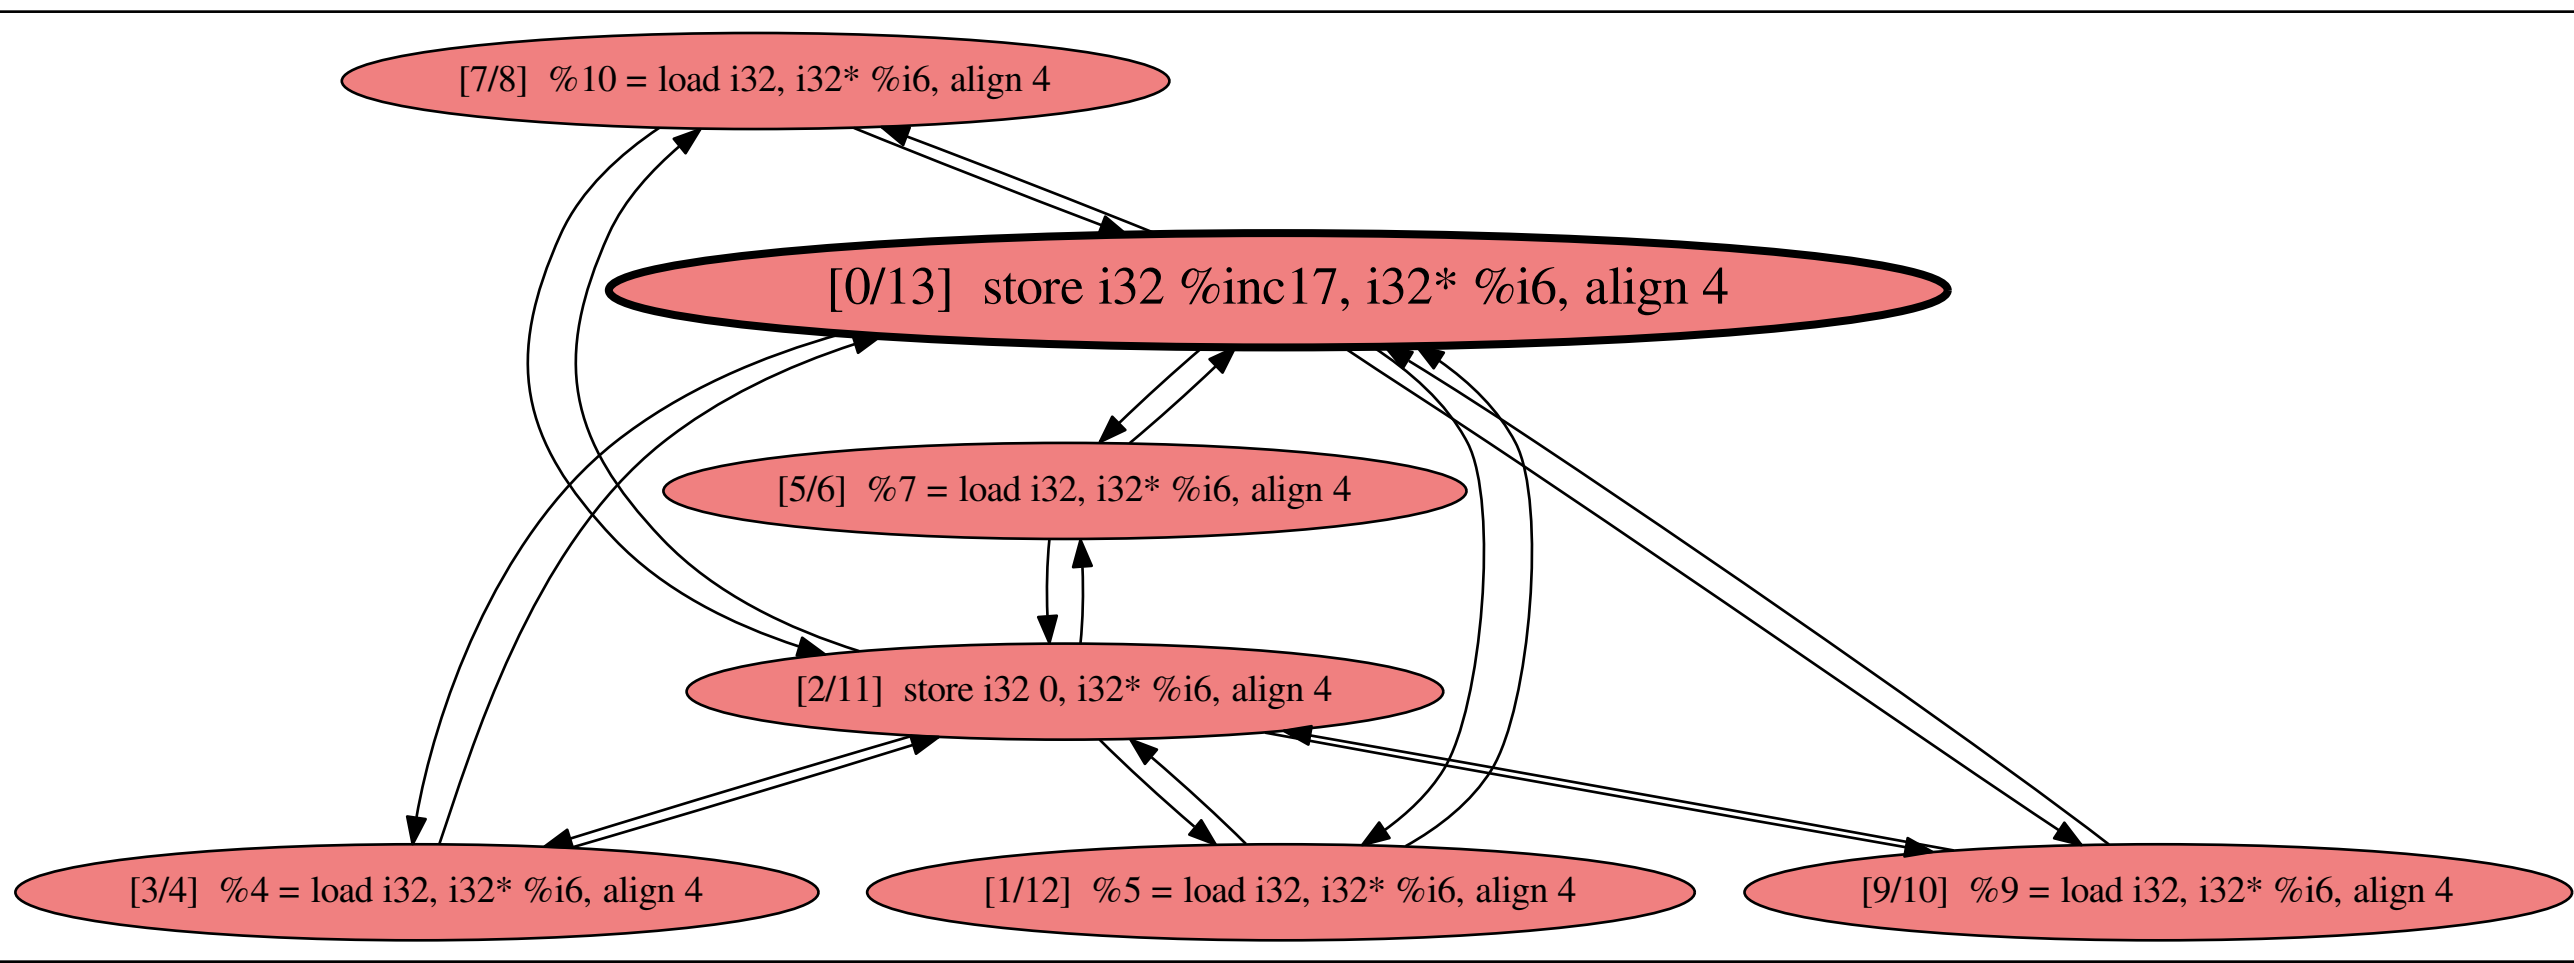 [7/8] %10 = load i32, i32* %i6, align 4
[0/13] store i32 %inc17, i32* %i6, align 4
[5/6] %7 = load i32, i32* %i6, align 4
[2/11] store i32 0, i32* %i6, align 4
[3/4] %4 = load i32, i32* %i6, align 4
[1/12] %5 = load i32, i32* %i6, align 4
[9/10] %9 = load i32, i32* %i6, align 4